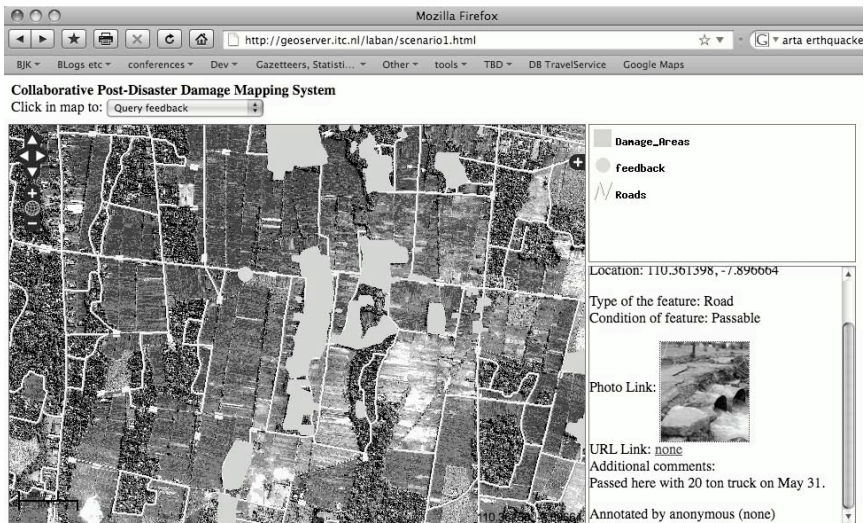 Mozilla Firefox
http://geoserver.itc.nl/laban/scenario1.html
arta erthquacke
BJK
BLogs etc
conferences
Dev
Gazetteers, Statisti...
Other
tools
TBD
DB TravelService
Google Maps
Collaborative Post-Disaster Damage Mapping System
Click in map to: Query feedback
Damage_Areas
feedback
Roads
Location: 110.361398, -7.896664
Type of the feature: Road
Condition of feature: Passable
Photo Link:
URL Link: none
Additional comments:
Passed here with 20 ton truck on May 31.
Annotated by anonymous (none)